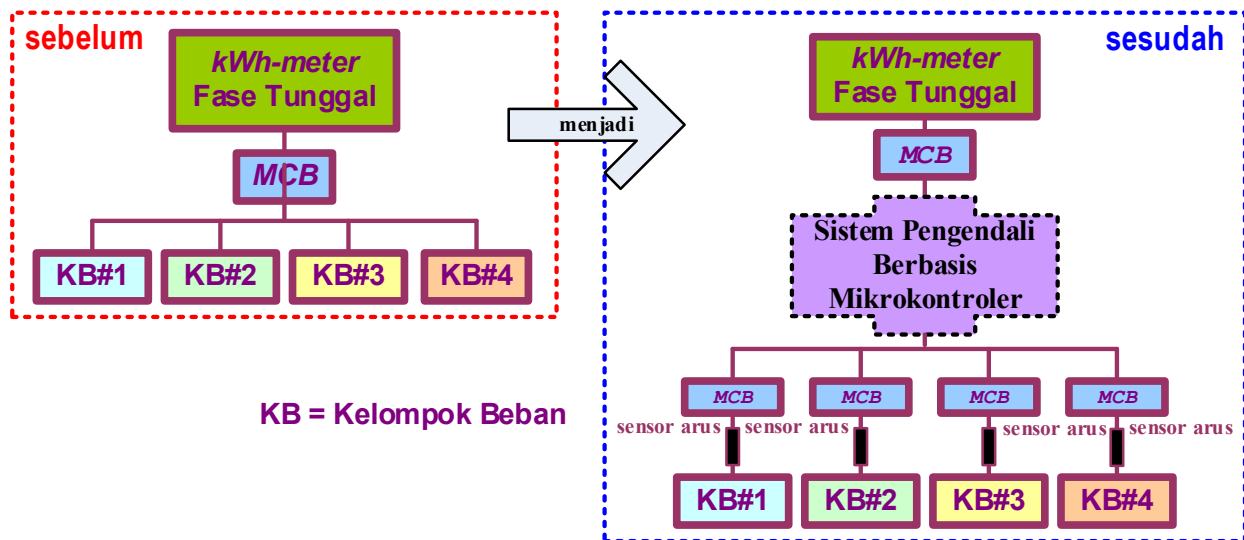 sebelum
kWh-meter
Fase Tunggal
MCB
KB#1 KB#2 KB#3 KB#4
KB = Kelompok Beban
menjadi
sesudah
kWh-meter
Fase Tunggal
MCB
Sistem Pengendali
Berbasis
Mikrokontroler
MCB MCB MCB MCB
sensor arus sensor arus sensor arus sensor arus
KB#1 KB#2 KB#3 KB#4